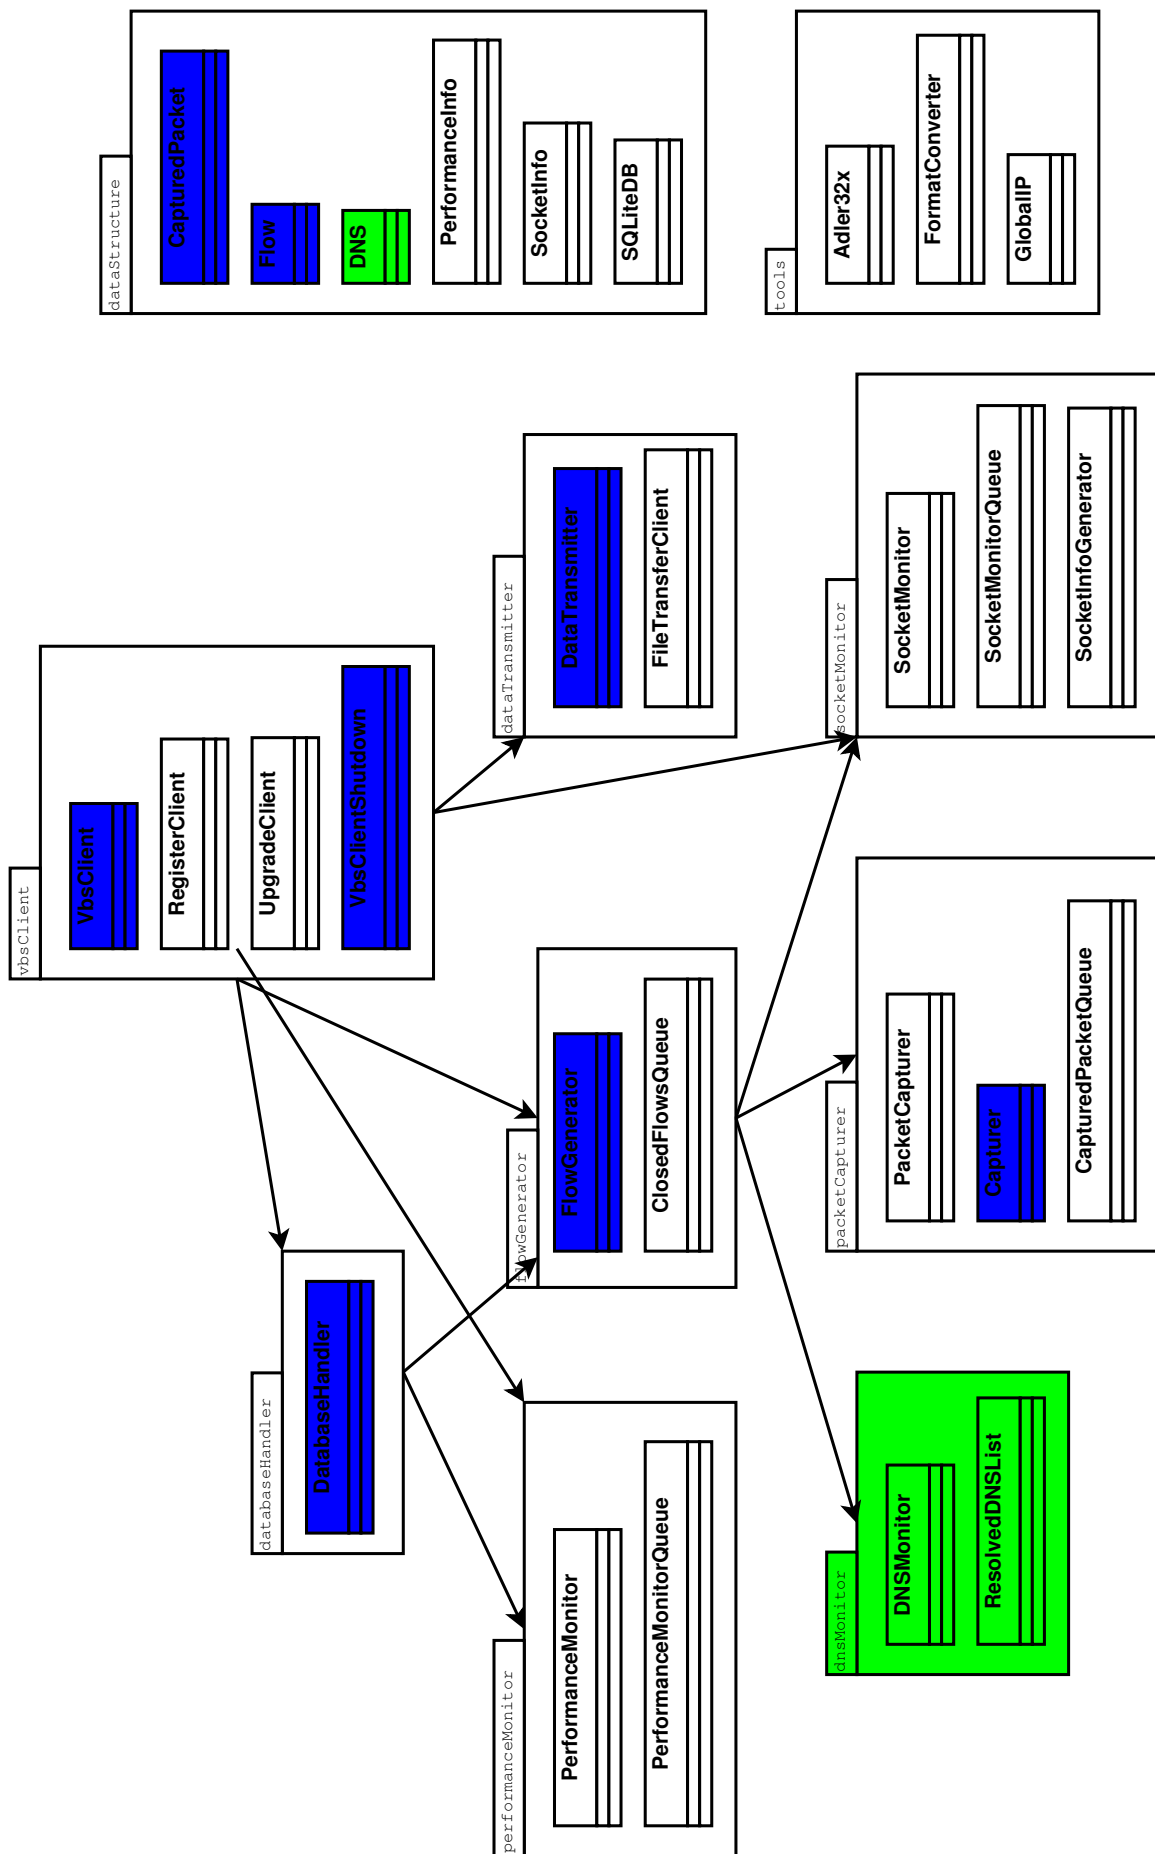 vbsClient
VbsClient
RegisterClient
UpgradeClient
VbsClientShutdown
dataStructure
CapturedPacket
Flow
DNS
PerformanceInfo
SocketInfo
SQLiteDB
databaseHandler
DatabaseHandler
performanceMonitor
PerformanceMonitor
PerformanceMonitorQueue
flowGenerator
FlowGenerator
ClosedFlowsQueue
dataTransmitter
DataTransmitter
FileTransferClient
tools
Adler32x
FormatConverter
GlobalIP
dnsMonitor
DNSMonitor
ResolvedDNSList
packetCapturer
PacketCapturer
Capturer
CapturedPacketQueue
socketMonitor
SocketMonitor
SocketMonitorQueue
SocketInfoGenerator